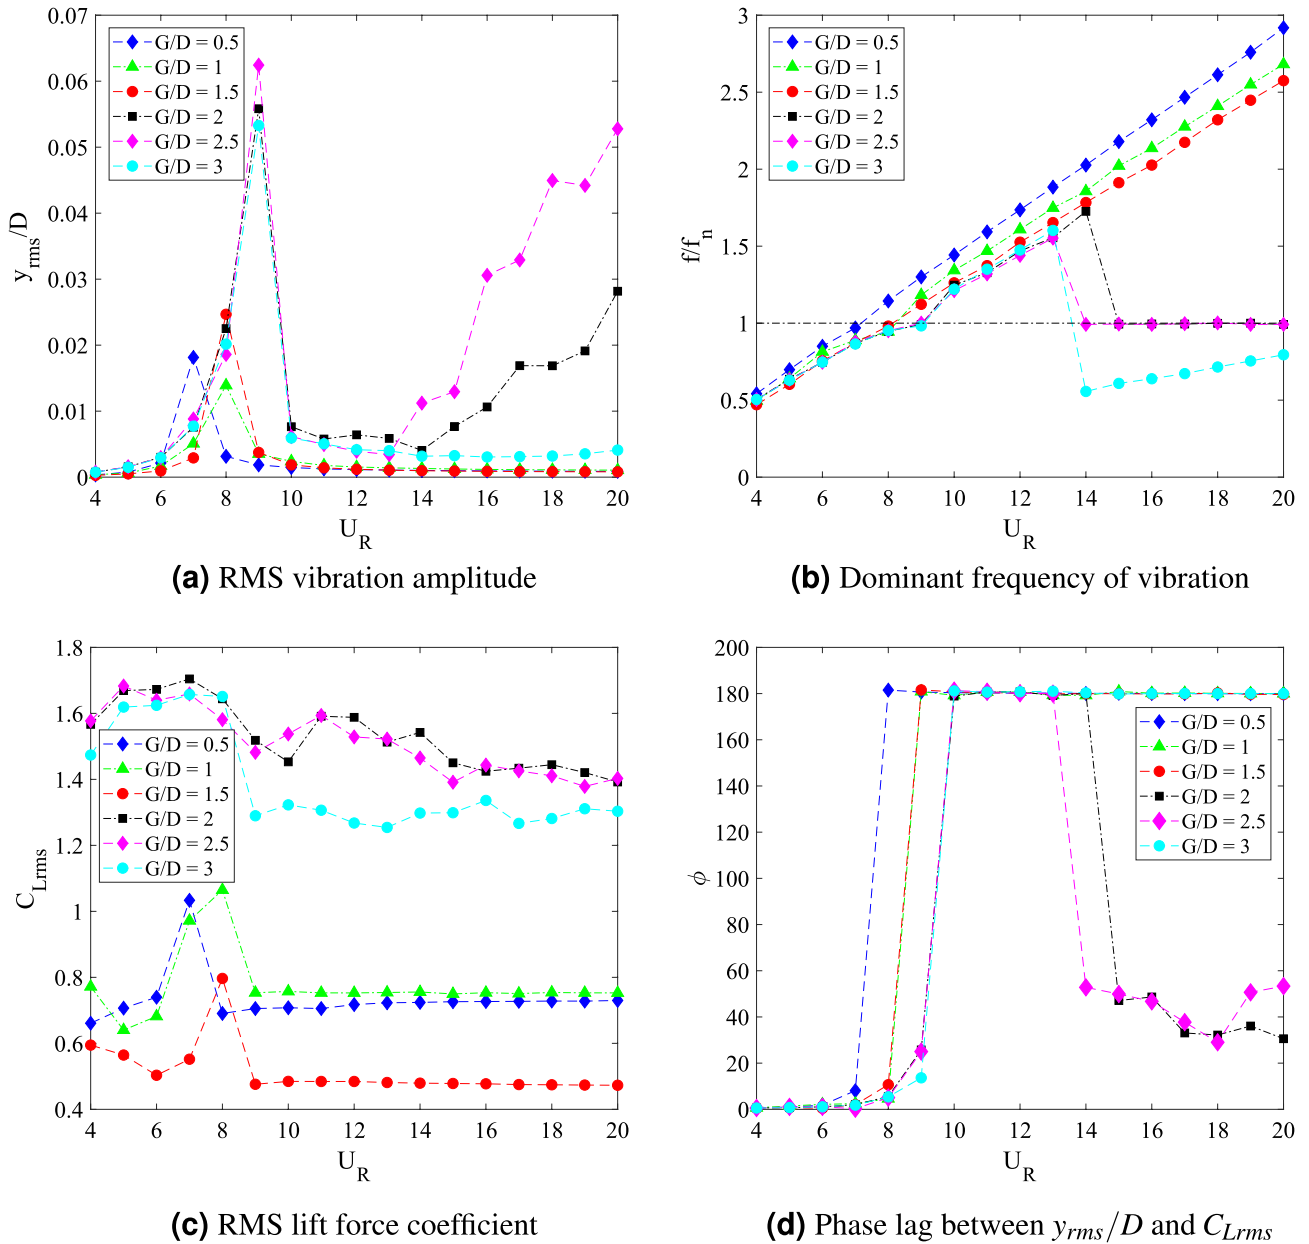 0.07
0.06
0.05
0.04
0.03
0.02
0.01
0
y_rms/D
G/D = 0.5
G/D = 1
G/D = 1.5
G/D = 2
G/D = 2.5
G/D = 3
4 6 8 10 12 14 16 18 20
U_R
(a) RMS vibration amplitude
3
2.5
2
1.5
1
0.5
0
f/f_n
G/D = 0.5
G/D = 1
G/D = 1.5
G/D = 2
G/D = 2.5
G/D = 3
4 6 8 10 12 14 16 18 20
U_R
(b) Dominant frequency of vibration
1.8
1.6
1.4
1.2
1
0.8
0.6
0.4
C_Lrms
G/D = 0.5
G/D = 1
G/D = 1.5
G/D = 2
G/D = 2.5
G/D = 3
4 6 8 10 12 14 16 18 20
U_R
(c) RMS lift force coefficient
200
180
160
140
120
100
80
60
40
20
0
ϕ
G/D = 0.5
G/D = 1
G/D = 1.5
G/D = 2
G/D = 2.5
G/D = 3
4 6 8 10 12 14 16 18 20
U_R
(d) Phase lag between y_rms/D and C_Lrms